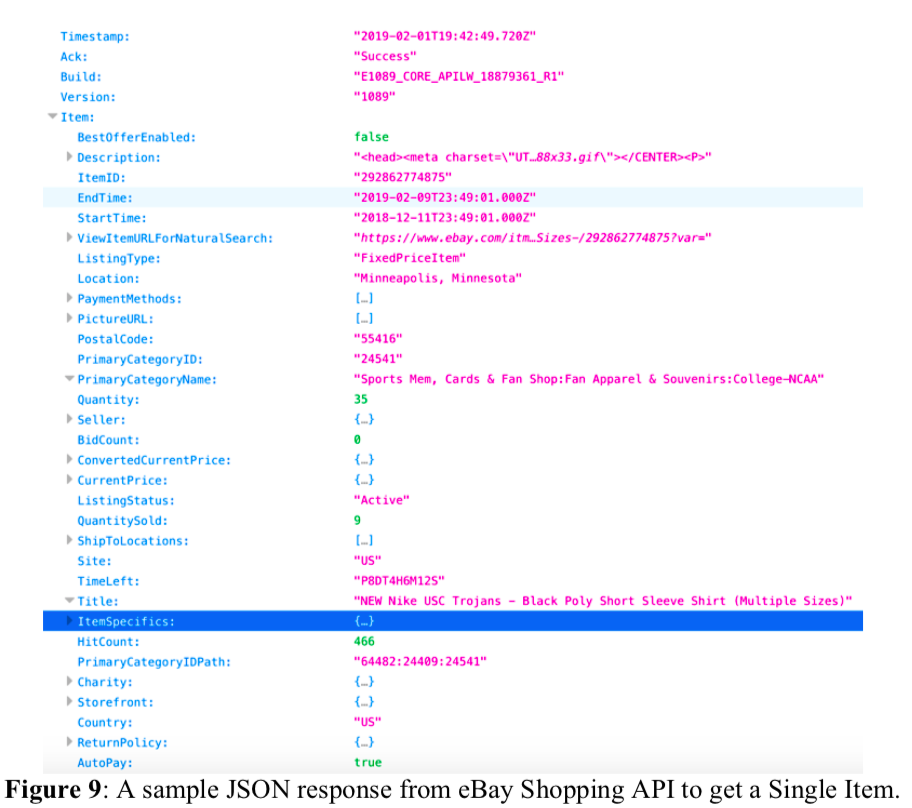 Timestamp: "2019-02-01T19:42:49.720Z"
Ack: "Success"
Build: "E1089_CORE_APILW_18879361_R1"
Version: "1089"
Item:
BestOfferEnabled: false
Description: "<head><meta charset=\"UT…88x33.gif\"></CENTER><P>"
ItemID: "292862774875"
EndTime: "2019-02-09T23:49:01.000Z"
StartTime: "2018-12-11T23:49:01.000Z"
ViewItemURLForNaturalSearch: "https://www.ebay.com/itm…Sizes-/292862774875?var="
ListingType: "FixedPriceItem"
Location: "Minneapolis, Minnesota"
PaymentMethods: […]
PictureURL: […]
PostalCode: "55416"
PrimaryCategoryID: "24541"
PrimaryCategoryName: "Sports Mem, Cards & Fan Shop:Fan Apparel & Souvenirs:College-NCAA"
Quantity: 35
Seller: {…}
BidCount: 0
ConvertedCurrentPrice: {…}
CurrentPrice: {…}
ListingStatus: "Active"
QuantitySold: 9
ShipToLocations: […]
Site: "US"
TimeLeft: "P8DT4H6M12S"
Title: "NEW Nike USC Trojans - Black Poly Short Sleeve Shirt (Multiple Sizes)"
ItemSpecifics: {…}
HitCount: 466
PrimaryCategoryIDPath: "64482:24409:24541"
Charity: {…}
Storefront: {…}
Country: "US"
ReturnPolicy: {…}
AutoPay: true
Figure 9: A sample JSON response from eBay Shopping API to get a Single Item.